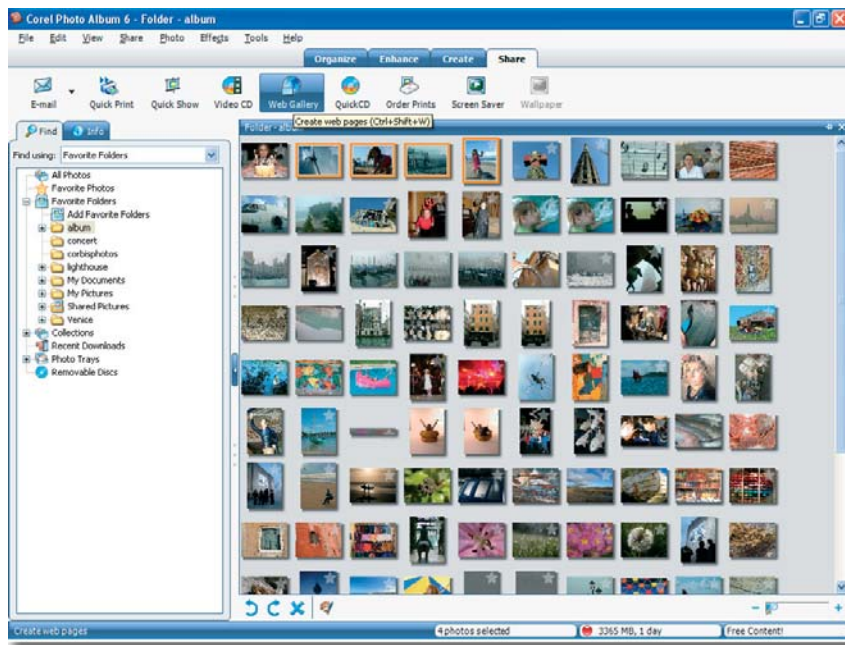 Corel Photo Album 6 - Folder - album
File Edit View Share Photo Effects Tools Help
Organize Enhance Create Share
E-mail Quick Print Quick Show Video CD Web Gallery QuickCD Order Prints Screen Saver Wallpaper
Create web pages (Ctrl+Shift+W)
Find Info
Folder - album
Find using: Favorite Folders
All Photos
Favorite Photos
Favorite Folders
Add Favorite Folders
album
concert
corbisphotos
lighthouse
My Documents
My Pictures
Shared Pictures
Venice
Collections
Recent Downloads
Photo Trays
Removable Discs
Create web pages
4 photos selected
3365 MB, 1 day
Free Content!